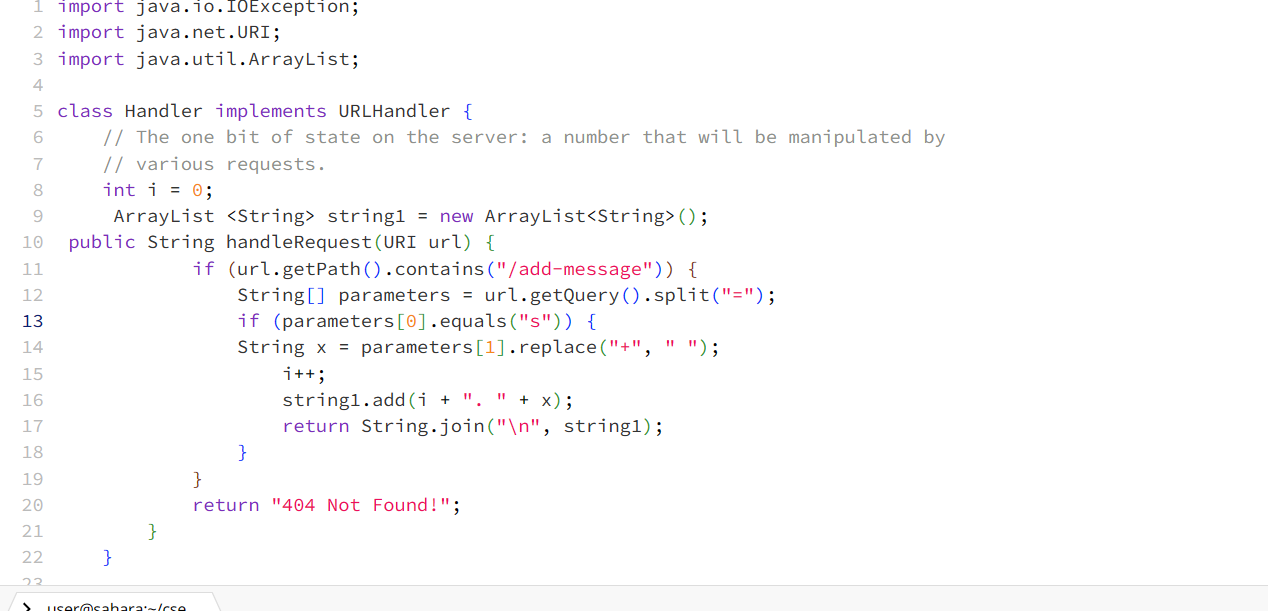 1 import java.io.IOException;
2 import java.net.URI;
3 import java.util.ArrayList;
4
5 class Handler implements URLHandler {
6 // The one bit of state on the server: a number that will be manipulated by
7 // various requests.
8 int i = 0;
9 ArrayList <String> string1 = new ArrayList<String>();
10 public String handleRequest(URI url) {
11 if (url.getPath().contains("/add-message")) {
12 String[] parameters = url.getQuery().split("=");
13 if (parameters[0].equals("s")) {
14 String x = parameters[1].replace("+", " ");
15 i++;
16 string1.add(i + ". " + x);
17 return String.join("\n", string1);
18 }
19 }
20 return "404 Not Found!";
21 }
22 }
23
user@sahara:~/cse